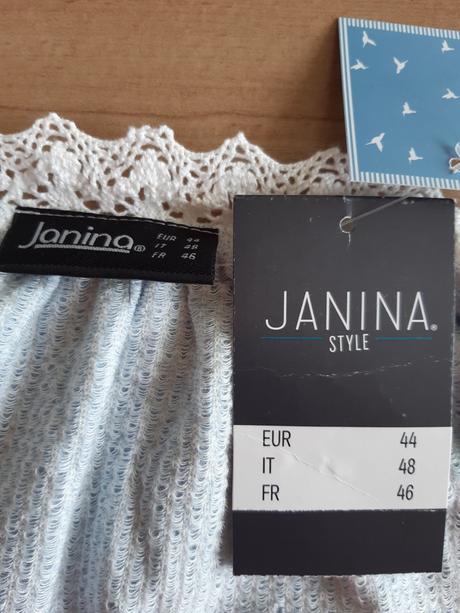 Janina®
EUR 44
IT 48
FR 46
JANINA®
STYLE
EUR 44
IT 48
FR 46